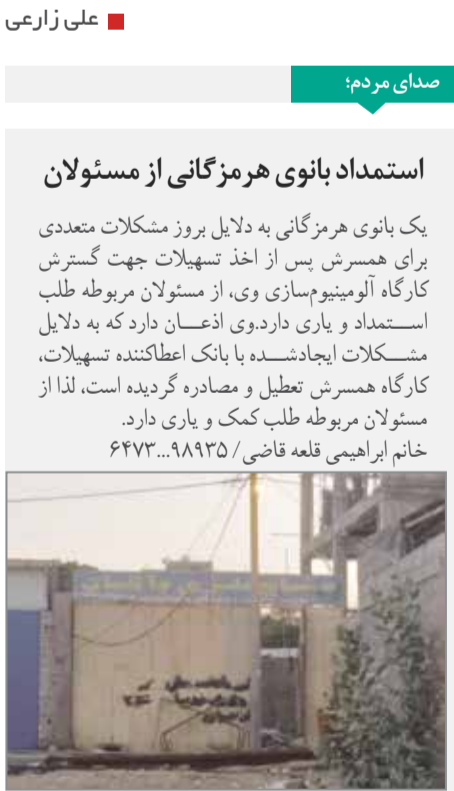 علی زارعی
صدای مردم؛
استمداد بانوی هرمزگانی از مسئولان
یک بانوی هرمزگانی به دلایل بروز مشکلات متعددی
برای همسرش پس از اخذ تسهیلات جهت گسترش
کارگاه آلومینیوم‌سازی وی، از مسئولان مربوطه طلب
استمداد و یاری دارد.وی اذعان دارد که به دلایل
مشکلات ایجادشده با بانک اعطاکننده تسهیلات،
کارگاه همسرش تعطیل و مصادره گردیده است، لذا از
مسئولان مربوطه طلب کمک و یاری دارد.
خانم ابراهیمی قلعه قاضی/ ۹۸۹۳۵...۶۴۷۳